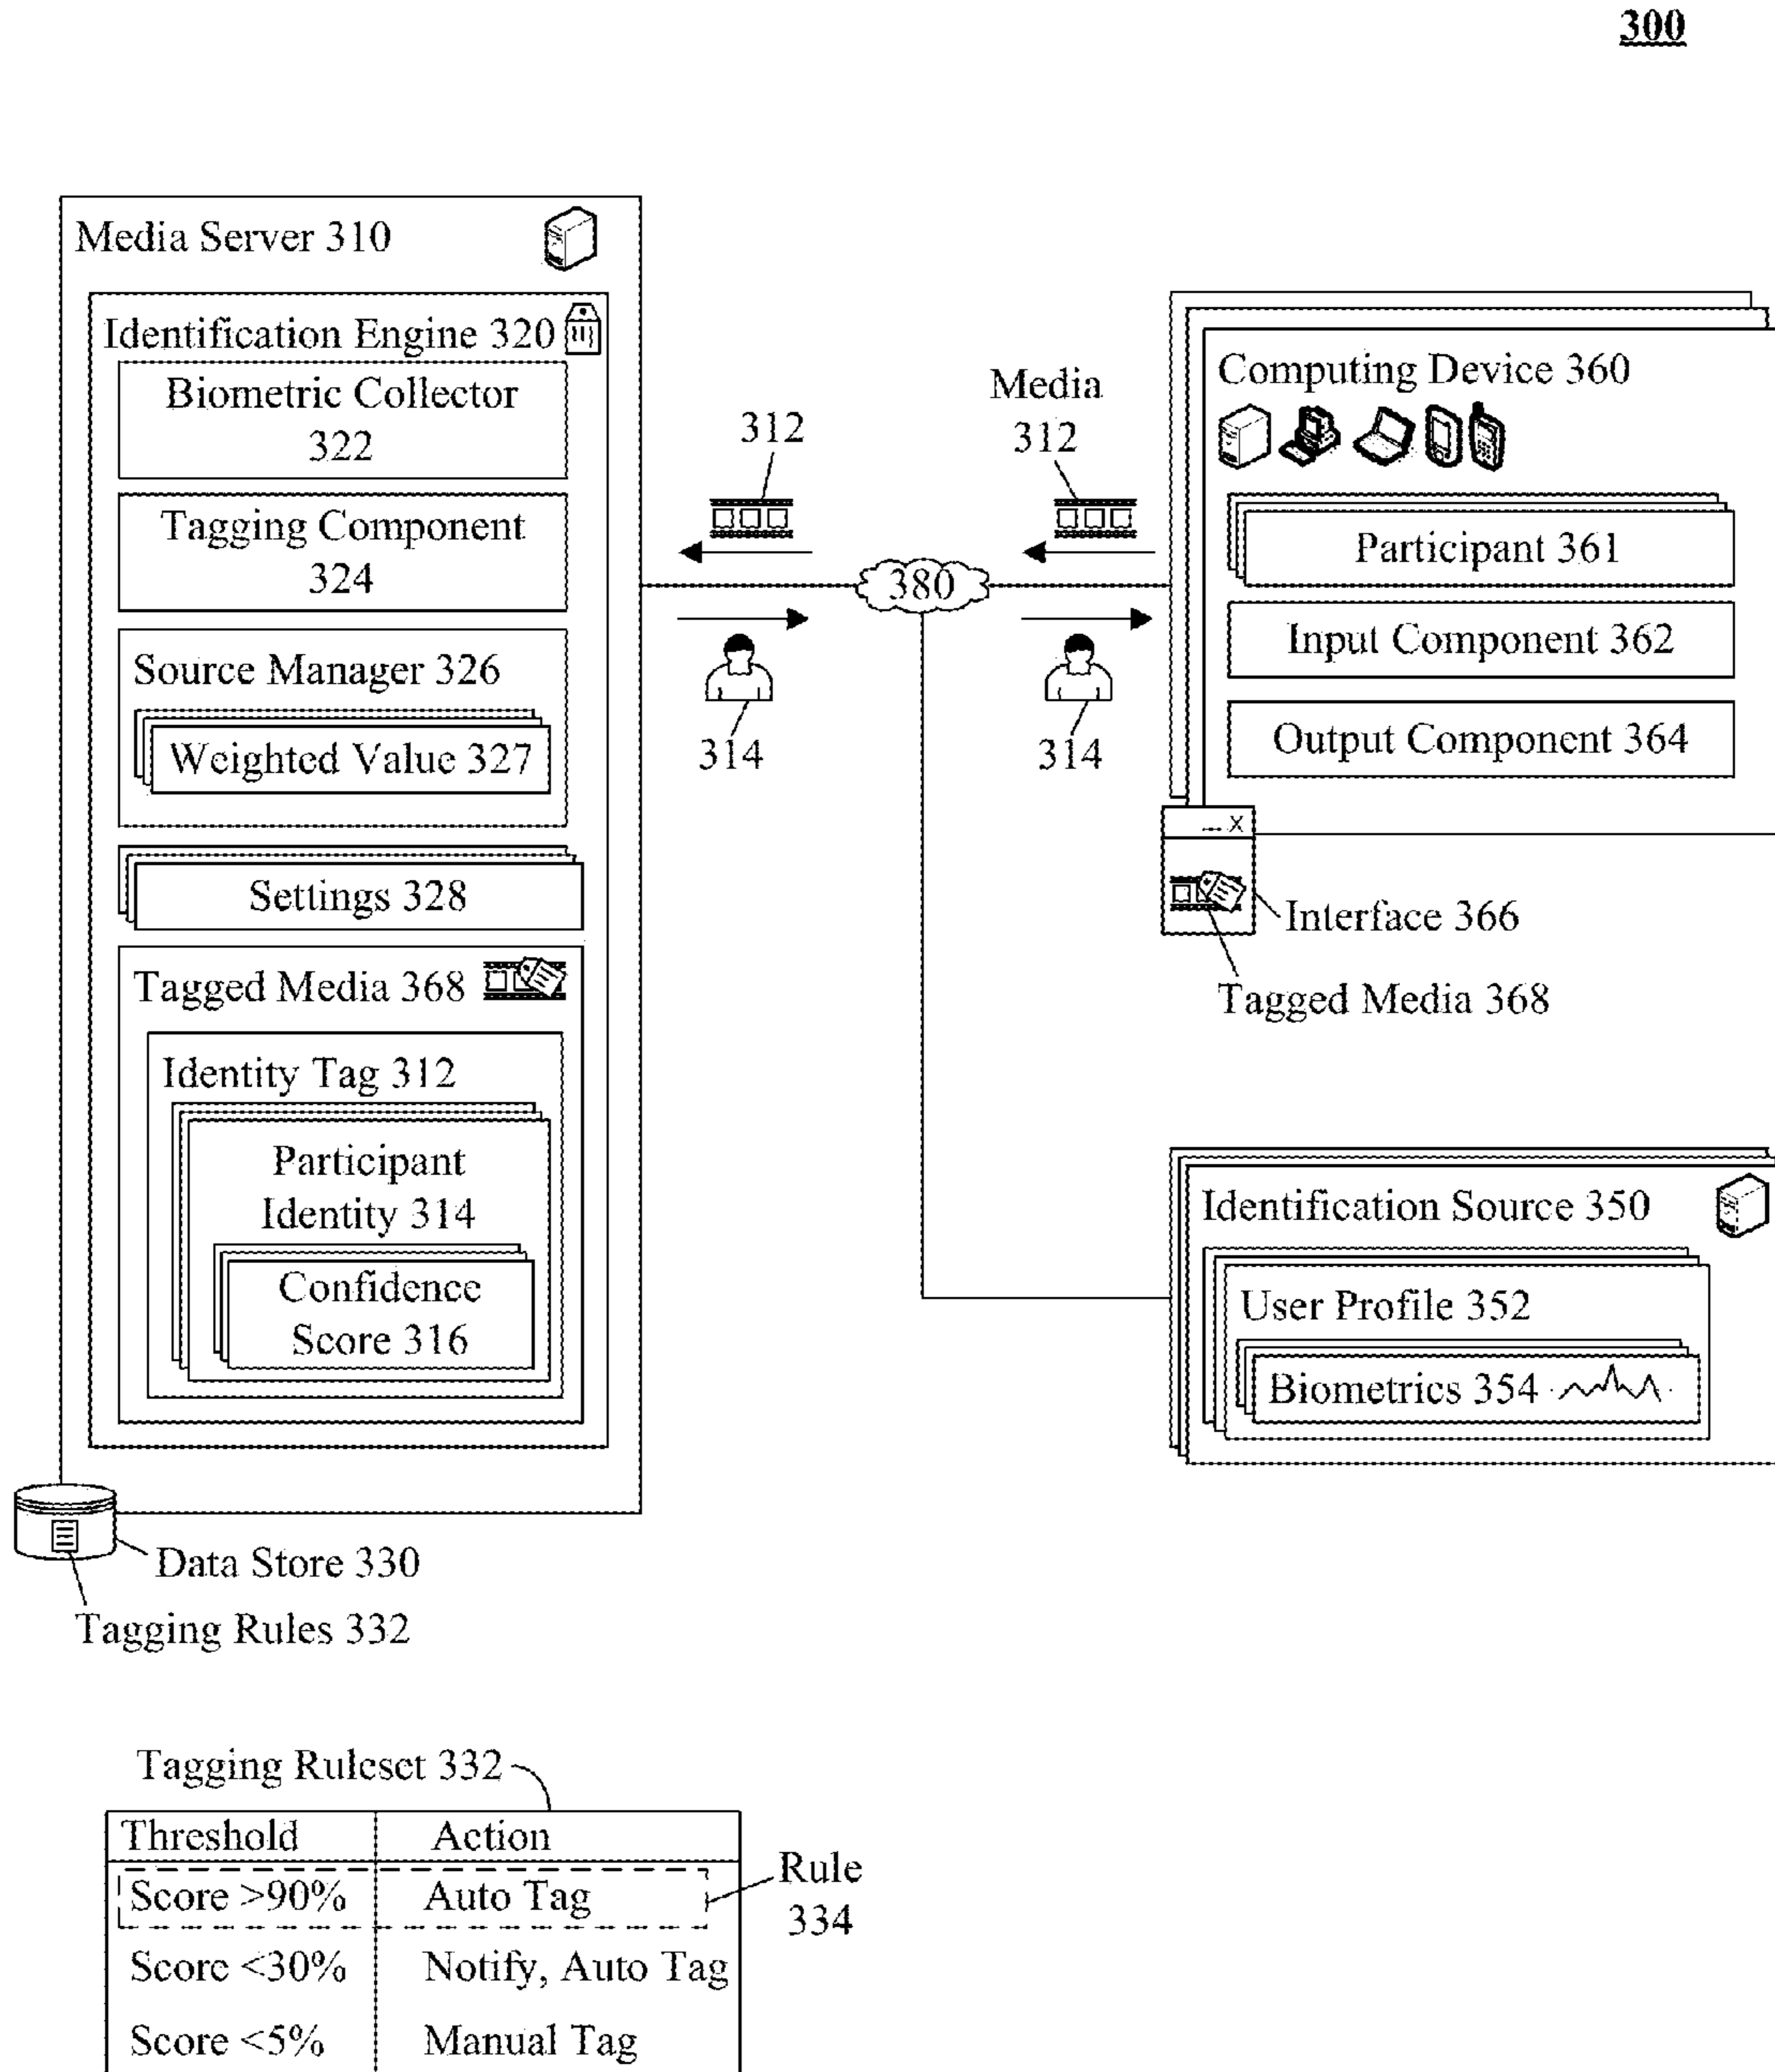 300
Media Server 310
Identification Engine 320
Biometric Collector
322
Tagging Component
324
Source Manager 326
Weighted Value 327
Settings 328
Tagged Media 368
Identity Tag 312
Participant
Identity 314
Confidence
Score 316
Data Store 330
Tagging Rules 332
312
Media
312
380
314
314
Computing Device 360
Participant 361
Input Component 362
Output Component 364
... X
Interface 366
Tagged Media 368
Identification Source 350
User Profile 352
Biometrics 354
Tagging Ruleset 332
Threshold Action
Score >90% Auto Tag
Rule
334
Score <30% Notify, Auto Tag
Score <5% Manual Tag